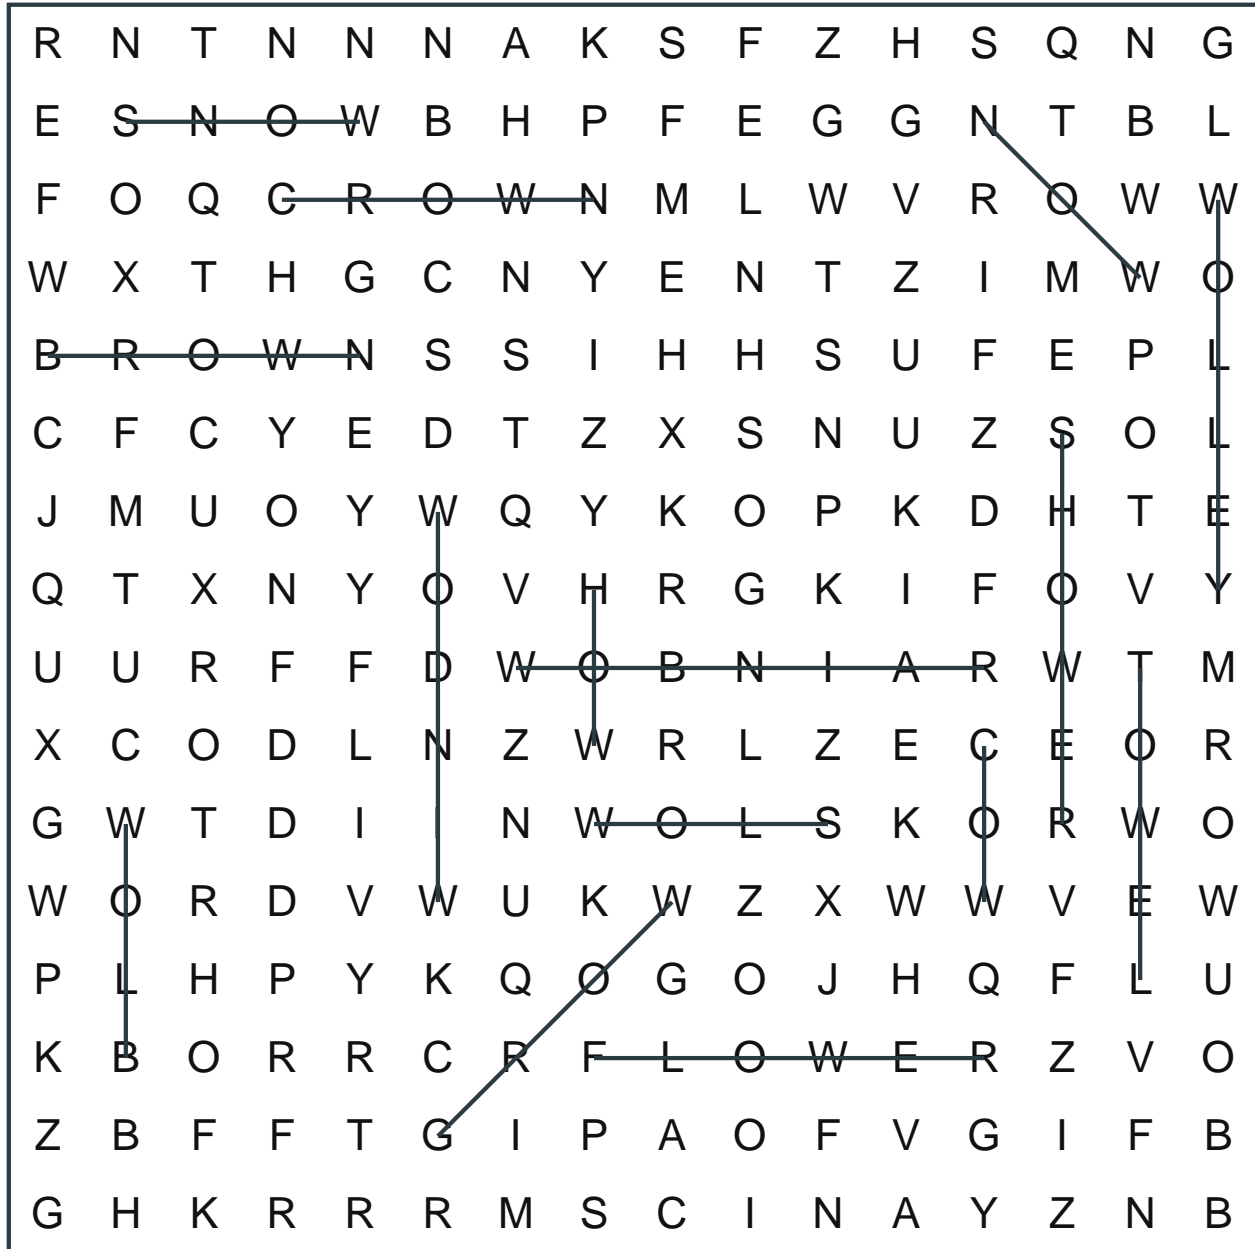 R N T N N N A K S F Z H S Q N G
E S N O W B H P F E G G N T B L
F O Q C R O W N M L W V R O W W
W X T H G C N Y E N T Z I M W O
B R O W N S S I H H S U F E P L
C F C Y E D T Z X S N U Z S O L
J M U O Y W Q Y K O P K D H T E
Q T X N Y O V H R G K I F O V Y
U U R F F D W O B N I A R W T M
X C O D L N Z W R L Z E C E O R
G W T D I I N W O L S K O R W O
W O R D V W U K W Z X W W V E W
P L H P Y K Q O G O J H Q F L U
K B O R R C R F L O W E R Z V O
Z B F F T G I P A O F V G I F B
G H K R R R M S C I N A Y Z N B